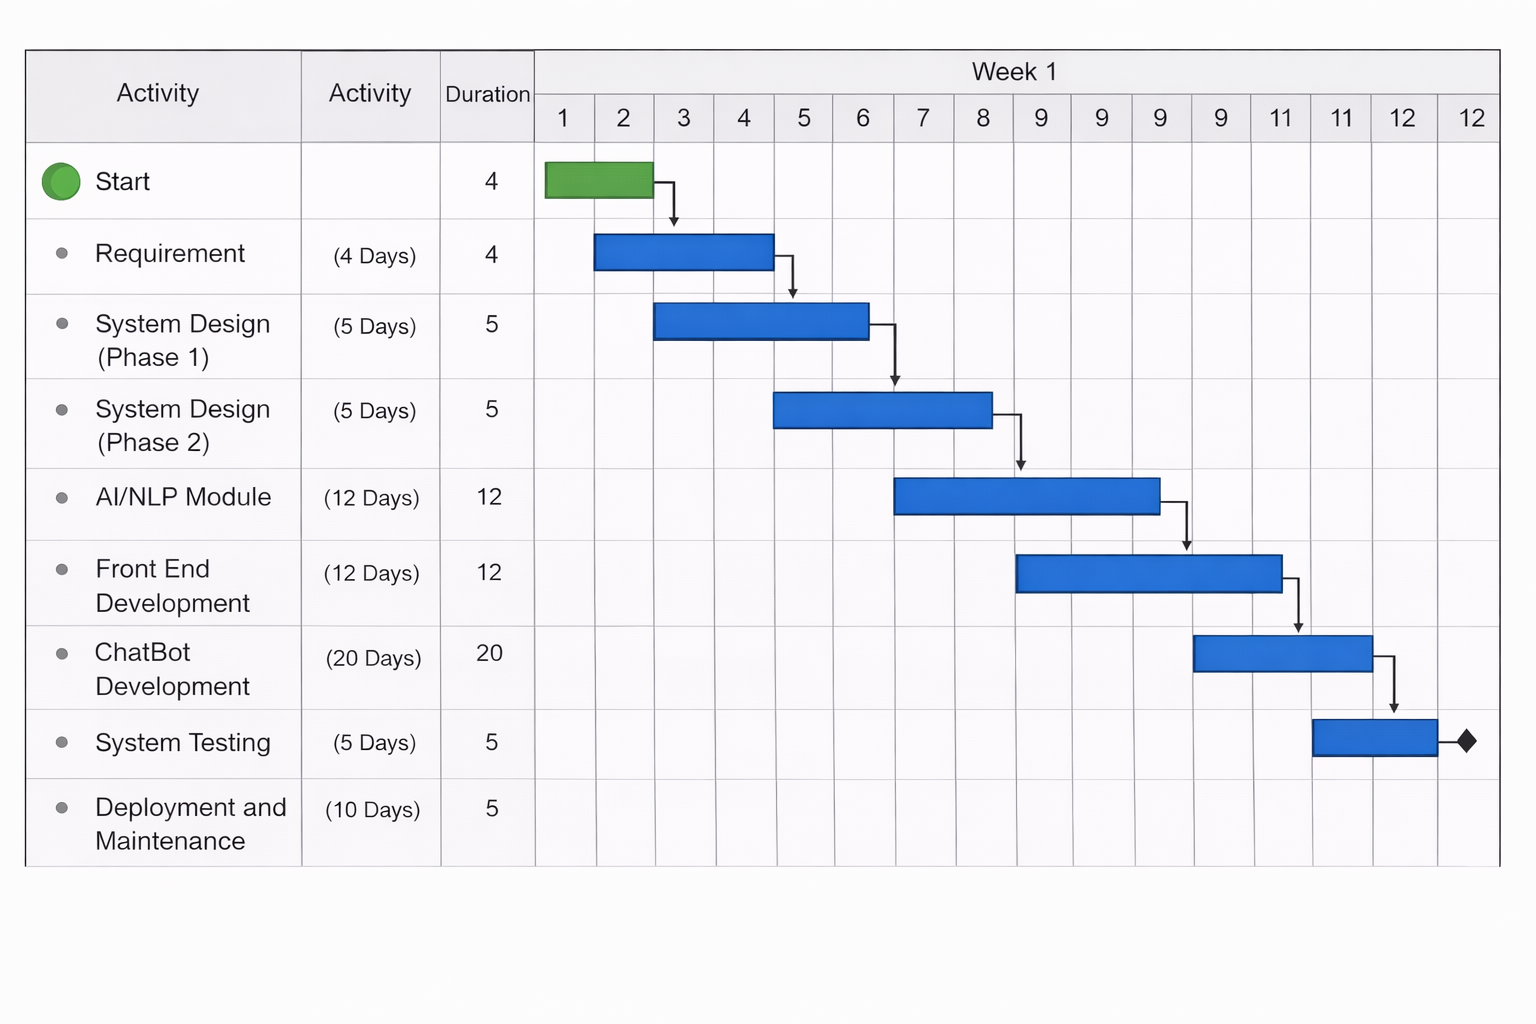 Activity Activity Duration Week 1
1 2 3 4 5 6 7 8 9 9 9 9 11 11 12 12
Start 4
Requirement (4 Days) 4
System Design (5 Days) 5
(Phase 1)
System Design (5 Days) 5
(Phase 2)
AI/NLP Module (12 Days) 12
Front End (12 Days) 12
Development
ChatBot (20 Days) 20
Development
System Testing (5 Days) 5
Deployment and (10 Days) 5
Maintenance